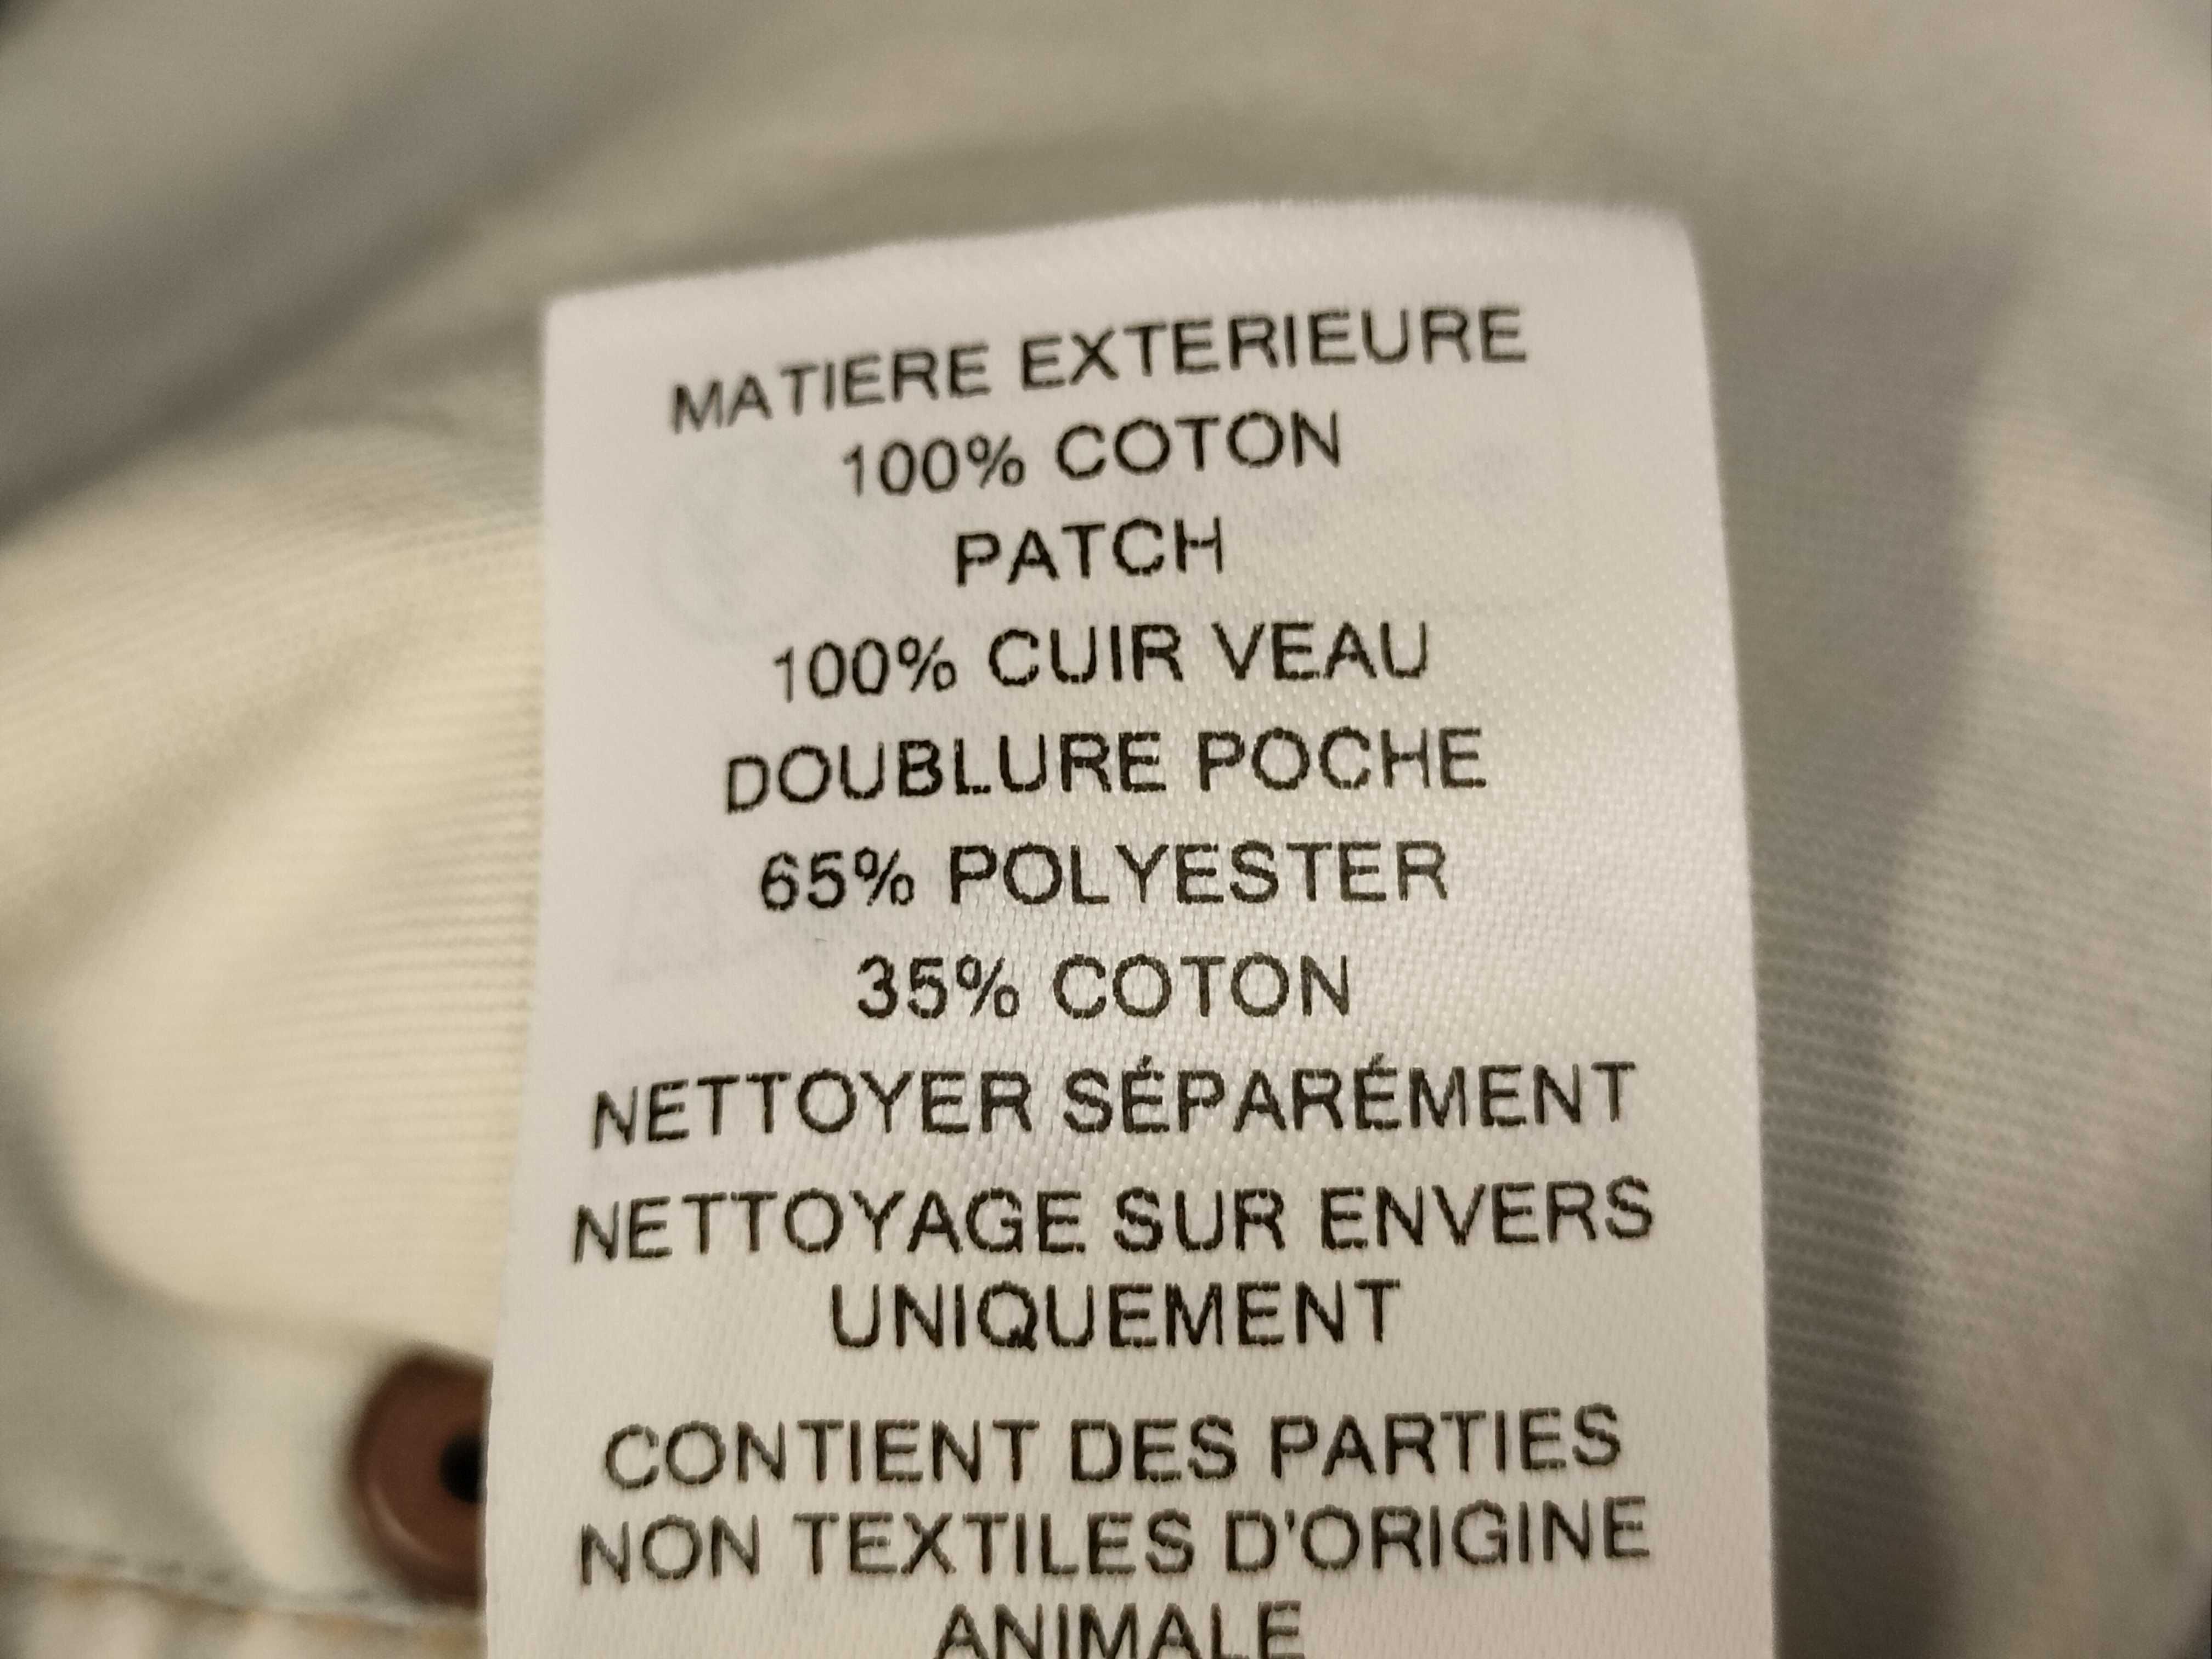 MATIERE EXTERIEURE
100% COTON
PATCH
100% CUIR VEAU
DOUBLURE POCHE
65% POLYESTER
35% COTON
NETTOYER SÉPARÉMENT
NETTOYAGE SUR ENVERS
UNIQUEMENT
CONTIENT DES PARTIES
NON TEXTILES D'ORIGINE
ANIMALE